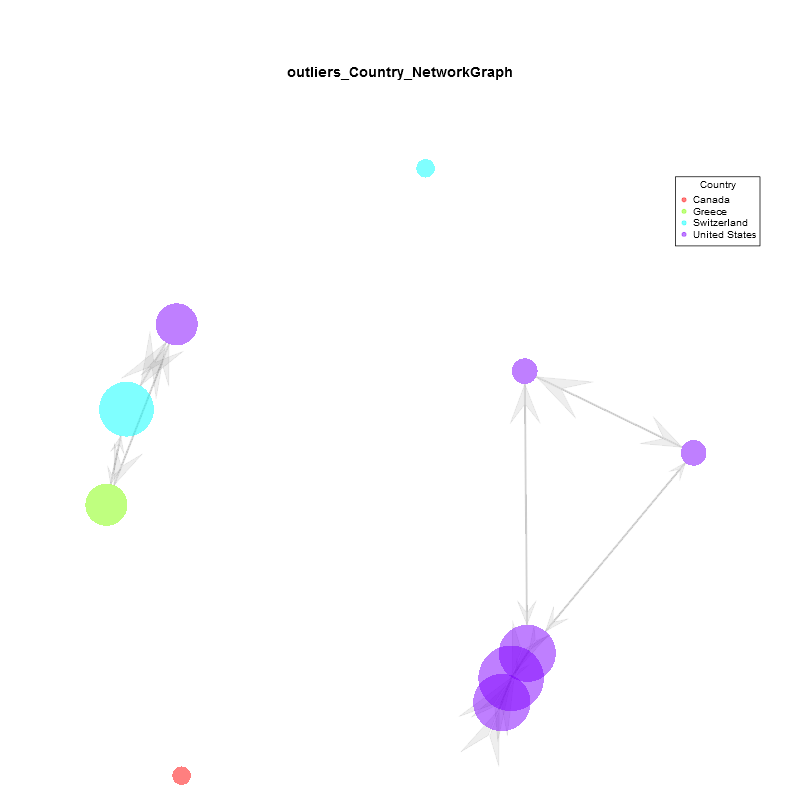 outliers_Country_NetworkGraph
Country
Canada
Greece
Switzerland
United States